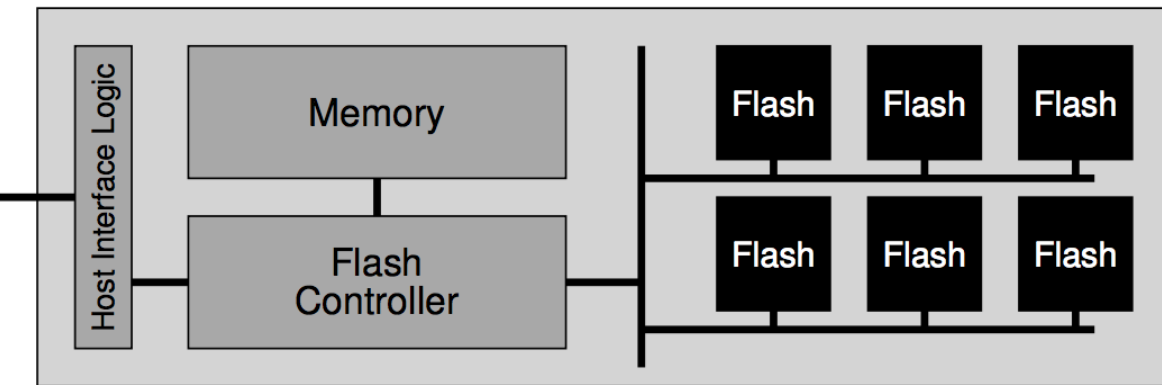 Host Interface Logic
Memory
Flash
Controller
Flash Flash Flash
Flash Flash Flash